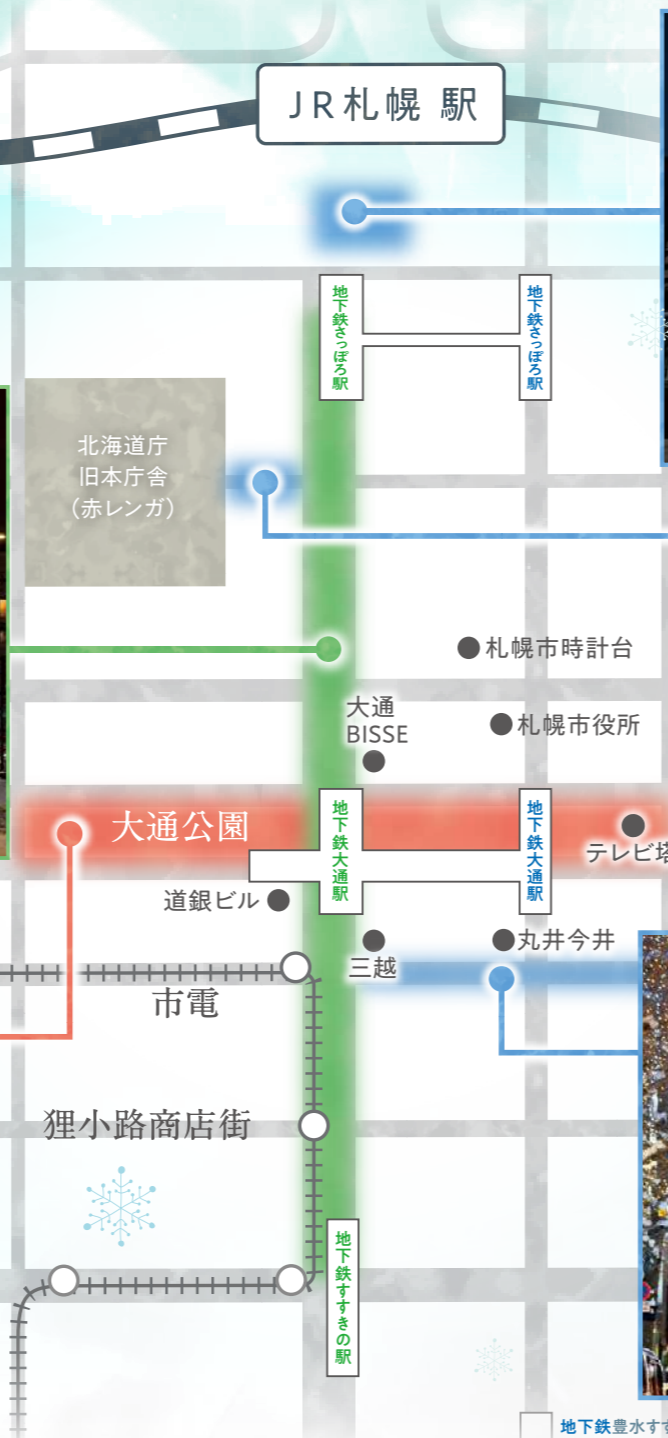 JR札幌 駅
地下鉄さっぽろ駅
地下鉄さっぽろ駅
北海道庁
旧本庁舎
(赤レンガ)
札幌市時計台
大通
BISSE
札幌市役所
大通公園
地下鉄大通駅
地下鉄大通駅
テレビ塔
道銀ビル
三越
丸井今井
市電
狸小路商店街
地下鉄すすきの駅
地下鉄豊水すす